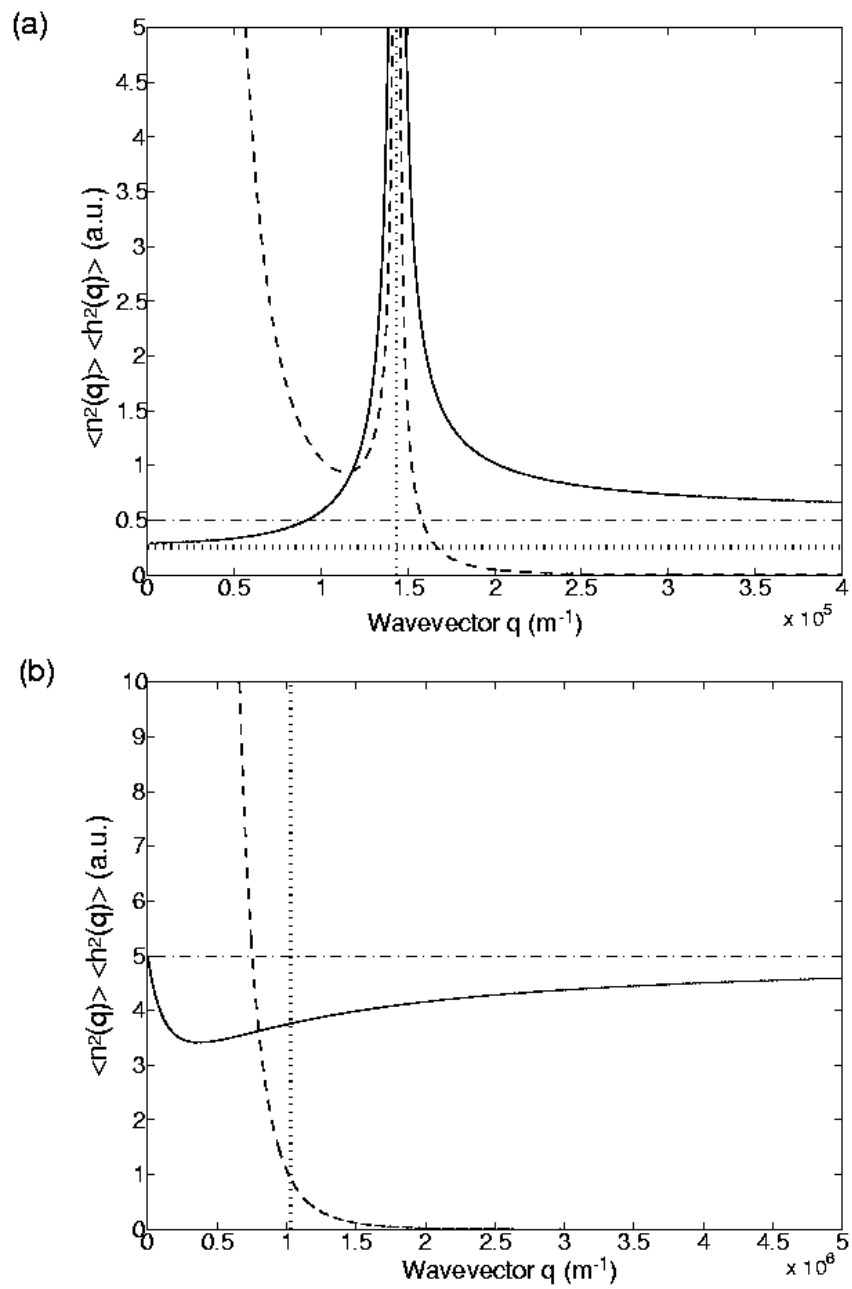 (a)
5
4.5
4
3.5
3
2.5
2
1.5
1
0.5
0
<n²(q)> <h²(q)> (a.u.)
0 0.5 1 1.5 2 2.5 3 3.5 4
Wavevector q (m⁻¹)
x 10⁵
(b)
10
9
8
7
6
5
4
3
2
1
0
<n²(q)> <h²(q)> (a.u.)
0 0.5 1 1.5 2 2.5 3 3.5 4 4.5 5
Wavevector q (m⁻¹)
x 10⁶